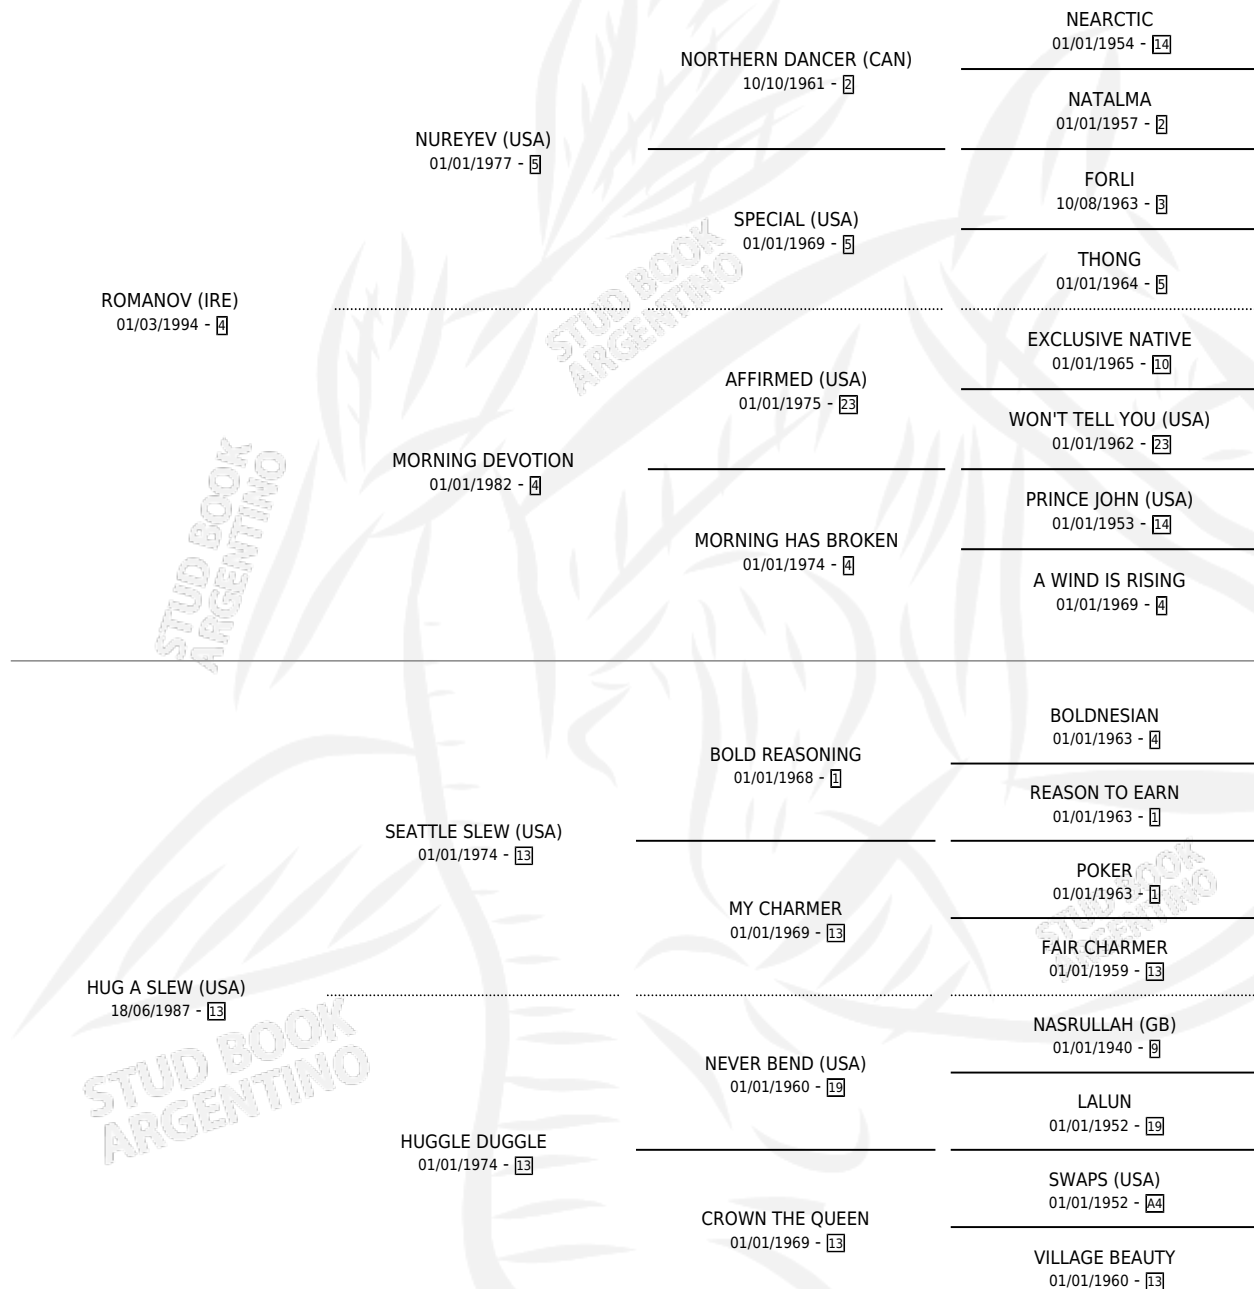 NEARCTIC
01/01/1954 - 14
NORTHERN DANCER (CAN)
10/10/1961 - 2
NATALMA
01/01/1957 - 2
NUREYEV (USA)
01/01/1977 - 5
FORLI
10/08/1963 - 3
SPECIAL (USA)
01/01/1969 - 5
THONG
01/01/1964 - 5
ROMANOV (IRE)
01/03/1994 - 4
EXCLUSIVE NATIVE
01/01/1965 - 10
AFFIRMED (USA)
01/01/1975 - 23
WON'T TELL YOU (USA)
01/01/1962 - 23
MORNING DEVOTION
01/01/1982 - 4
PRINCE JOHN (USA)
01/01/1953 - 14
MORNING HAS BROKEN
01/01/1974 - 4
A WIND IS RISING
01/01/1969 - 4
BOLDNESIAN
01/01/1963 - 4
BOLD REASONING
01/01/1968 - 1
REASON TO EARN
01/01/1963 - 1
SEATTLE SLEW (USA)
01/01/1974 - 13
POKER
01/01/1963 - 1
MY CHARMER
01/01/1969 - 13
FAIR CHARMER
01/01/1959 - 13
HUG A SLEW (USA)
18/06/1987 - 13
NASRULLAH (GB)
01/01/1940 - 9
NEVER BEND (USA)
01/01/1960 - 19
LALUN
01/01/1952 - 19
HUGGLE DUGGLE
01/01/1974 - 13
SWAPS (USA)
01/01/1952 - A4
CROWN THE QUEEN
01/01/1969 - 13
VILLAGE BEAUTY
01/01/1960 - 13
STUD BOOK
ARGENTINO
STUD BOOK
ARGENTINO
STUD BOOK
ARGENTINO
STUD BOOK
ARGENTINO